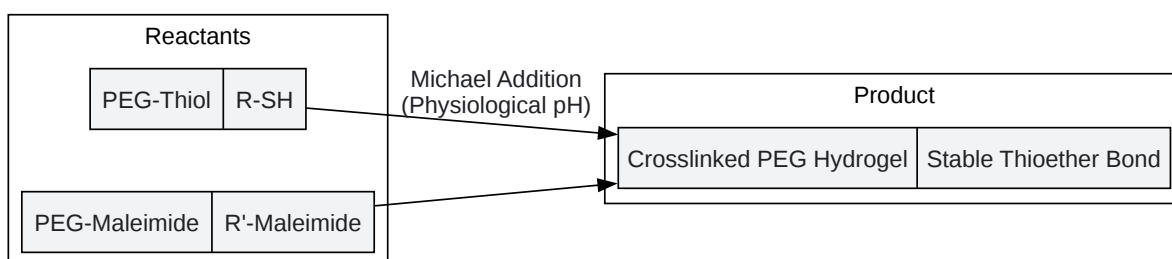 Reactants
PEG-Thiol R-SH
PEG-Maleimide R'-Maleimide
Michael Addition
(Physiological pH)
Product
Crosslinked PEG Hydrogel Stable Thioether Bond